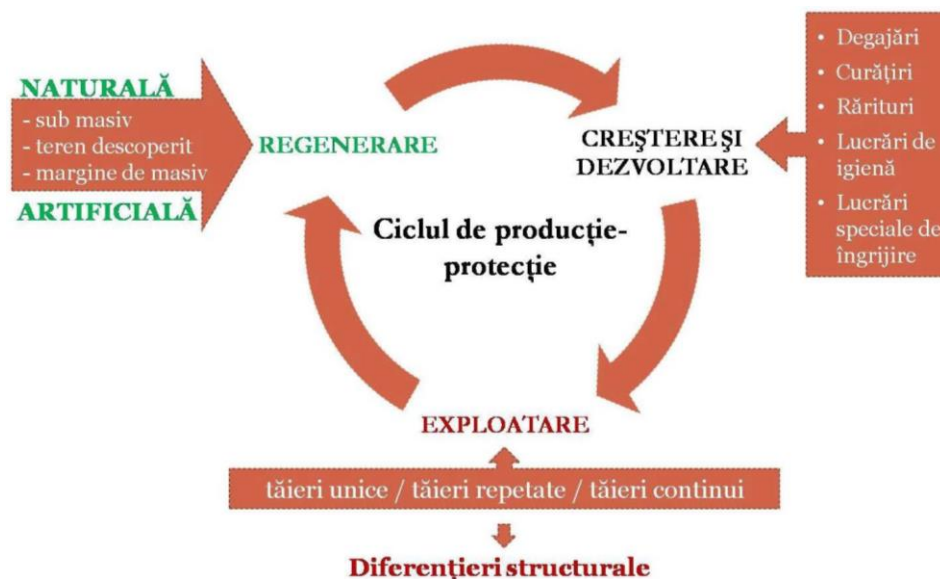 NATURALĂ
- sub masiv
- teren descoperit
- margine de masiv
ARTIFICIALĂ
REGENERARE
CREŞTERE ŞI
DEZVOLTARE
• Degajări
• Curăţiri
• Rărituri
• Lucrări de
igienă
• Lucrări
speciale de
îngrijire
Ciclul de producţie-
protecţie
EXPLOATARE
tăieri unice / tăieri repetate / tăieri continui
Diferenţieri structurale